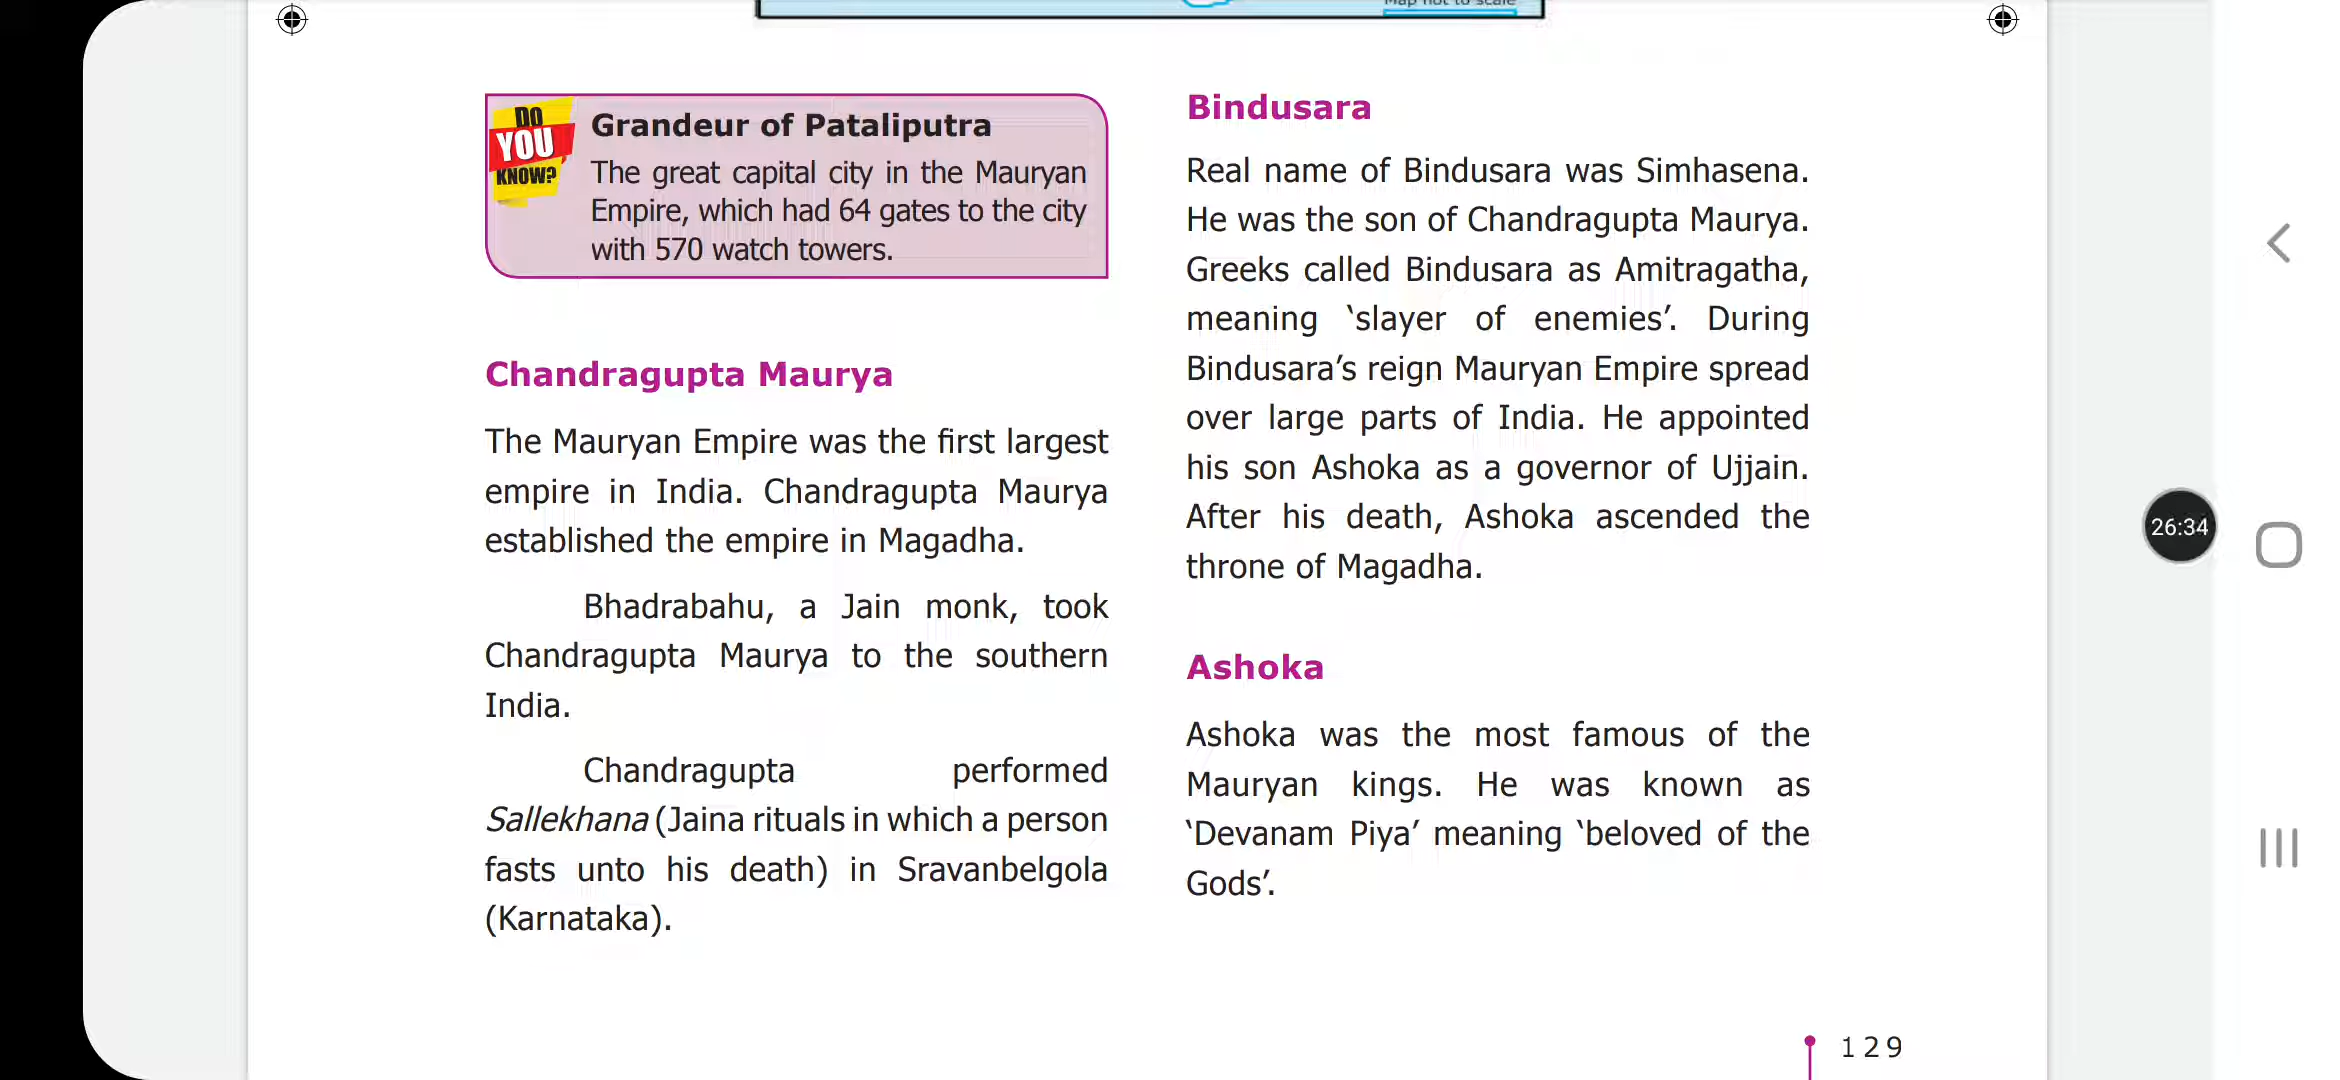 Map not to scale
DO
YOU
KNOW?
Grandeur of Pataliputra
The great capital city in the Mauryan
Empire, which had 64 gates to the city
with 570 watch towers.
Chandragupta Maurya
The Mauryan Empire was the first largest
empire in India. Chandragupta Maurya
established the empire in Magadha.
Bhadrabahu, a Jain monk, took
Chandragupta Maurya to the southern
India.
Chandragupta performed
Sallekhana (Jaina rituals in which a person
fasts unto his death) in Sravanbelgola
(Karnataka).
Bindusara
Real name of Bindusara was Simhasena.
He was the son of Chandragupta Maurya.
Greeks called Bindusara as Amitragatha,
meaning ‘slayer of enemies’. During
Bindusara’s reign Mauryan Empire spread
over large parts of India. He appointed
his son Ashoka as a governor of Ujjain.
After his death, Ashoka ascended the
throne of Magadha.
Ashoka
Ashoka was the most famous of the
Mauryan kings. He was known as
‘Devanam Piya’ meaning ‘beloved of the
Gods’.
129
26:34